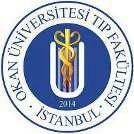 OKAN ÜNİVERSİTESİ TIP FAKÜLTESİ
2014
• İSTANBUL •